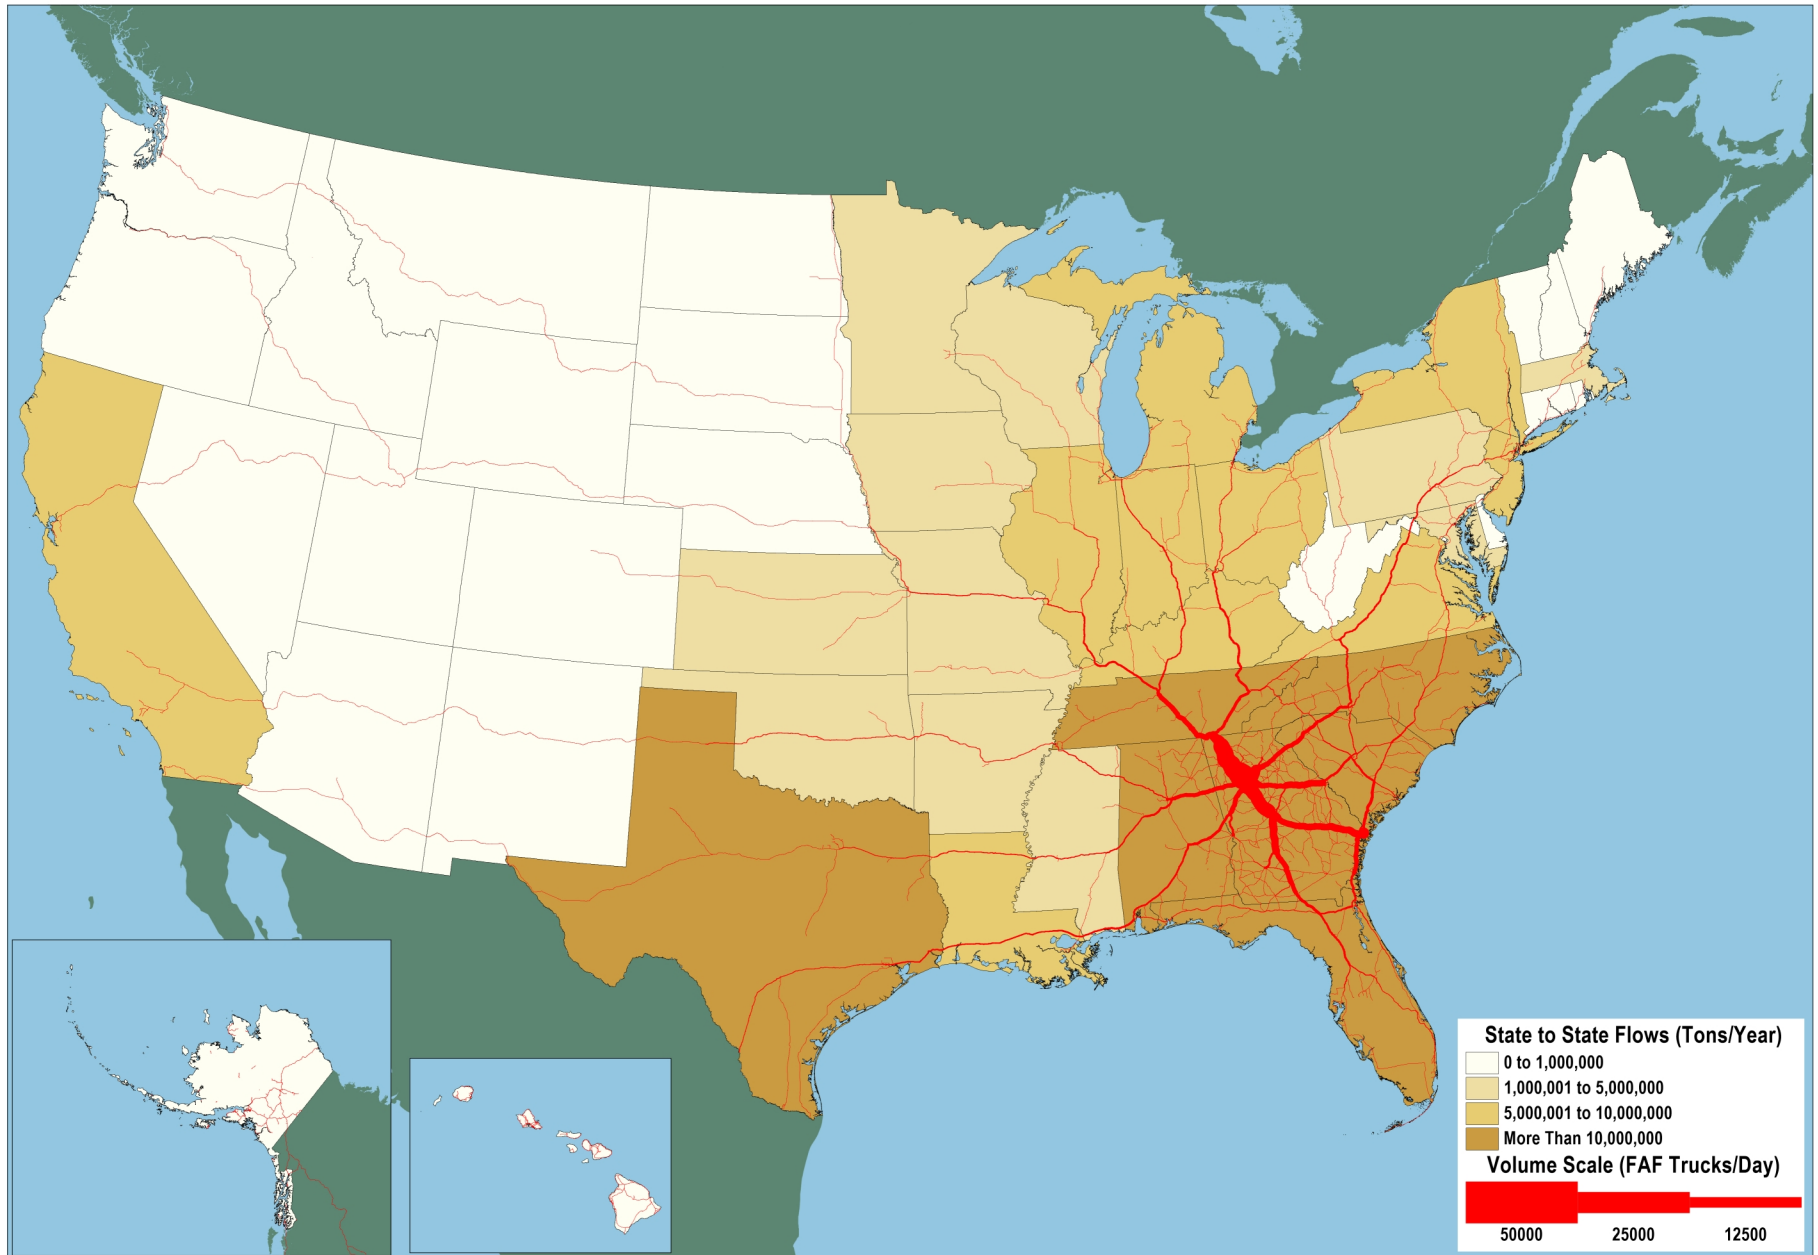 State to State Flows (Tons/Year)
0 to 1,000,000
1,000,001 to 5,000,000
5,000,001 to 10,000,000
More Than 10,000,000
Volume Scale (FAF Trucks/Day)
50000 25000 12500